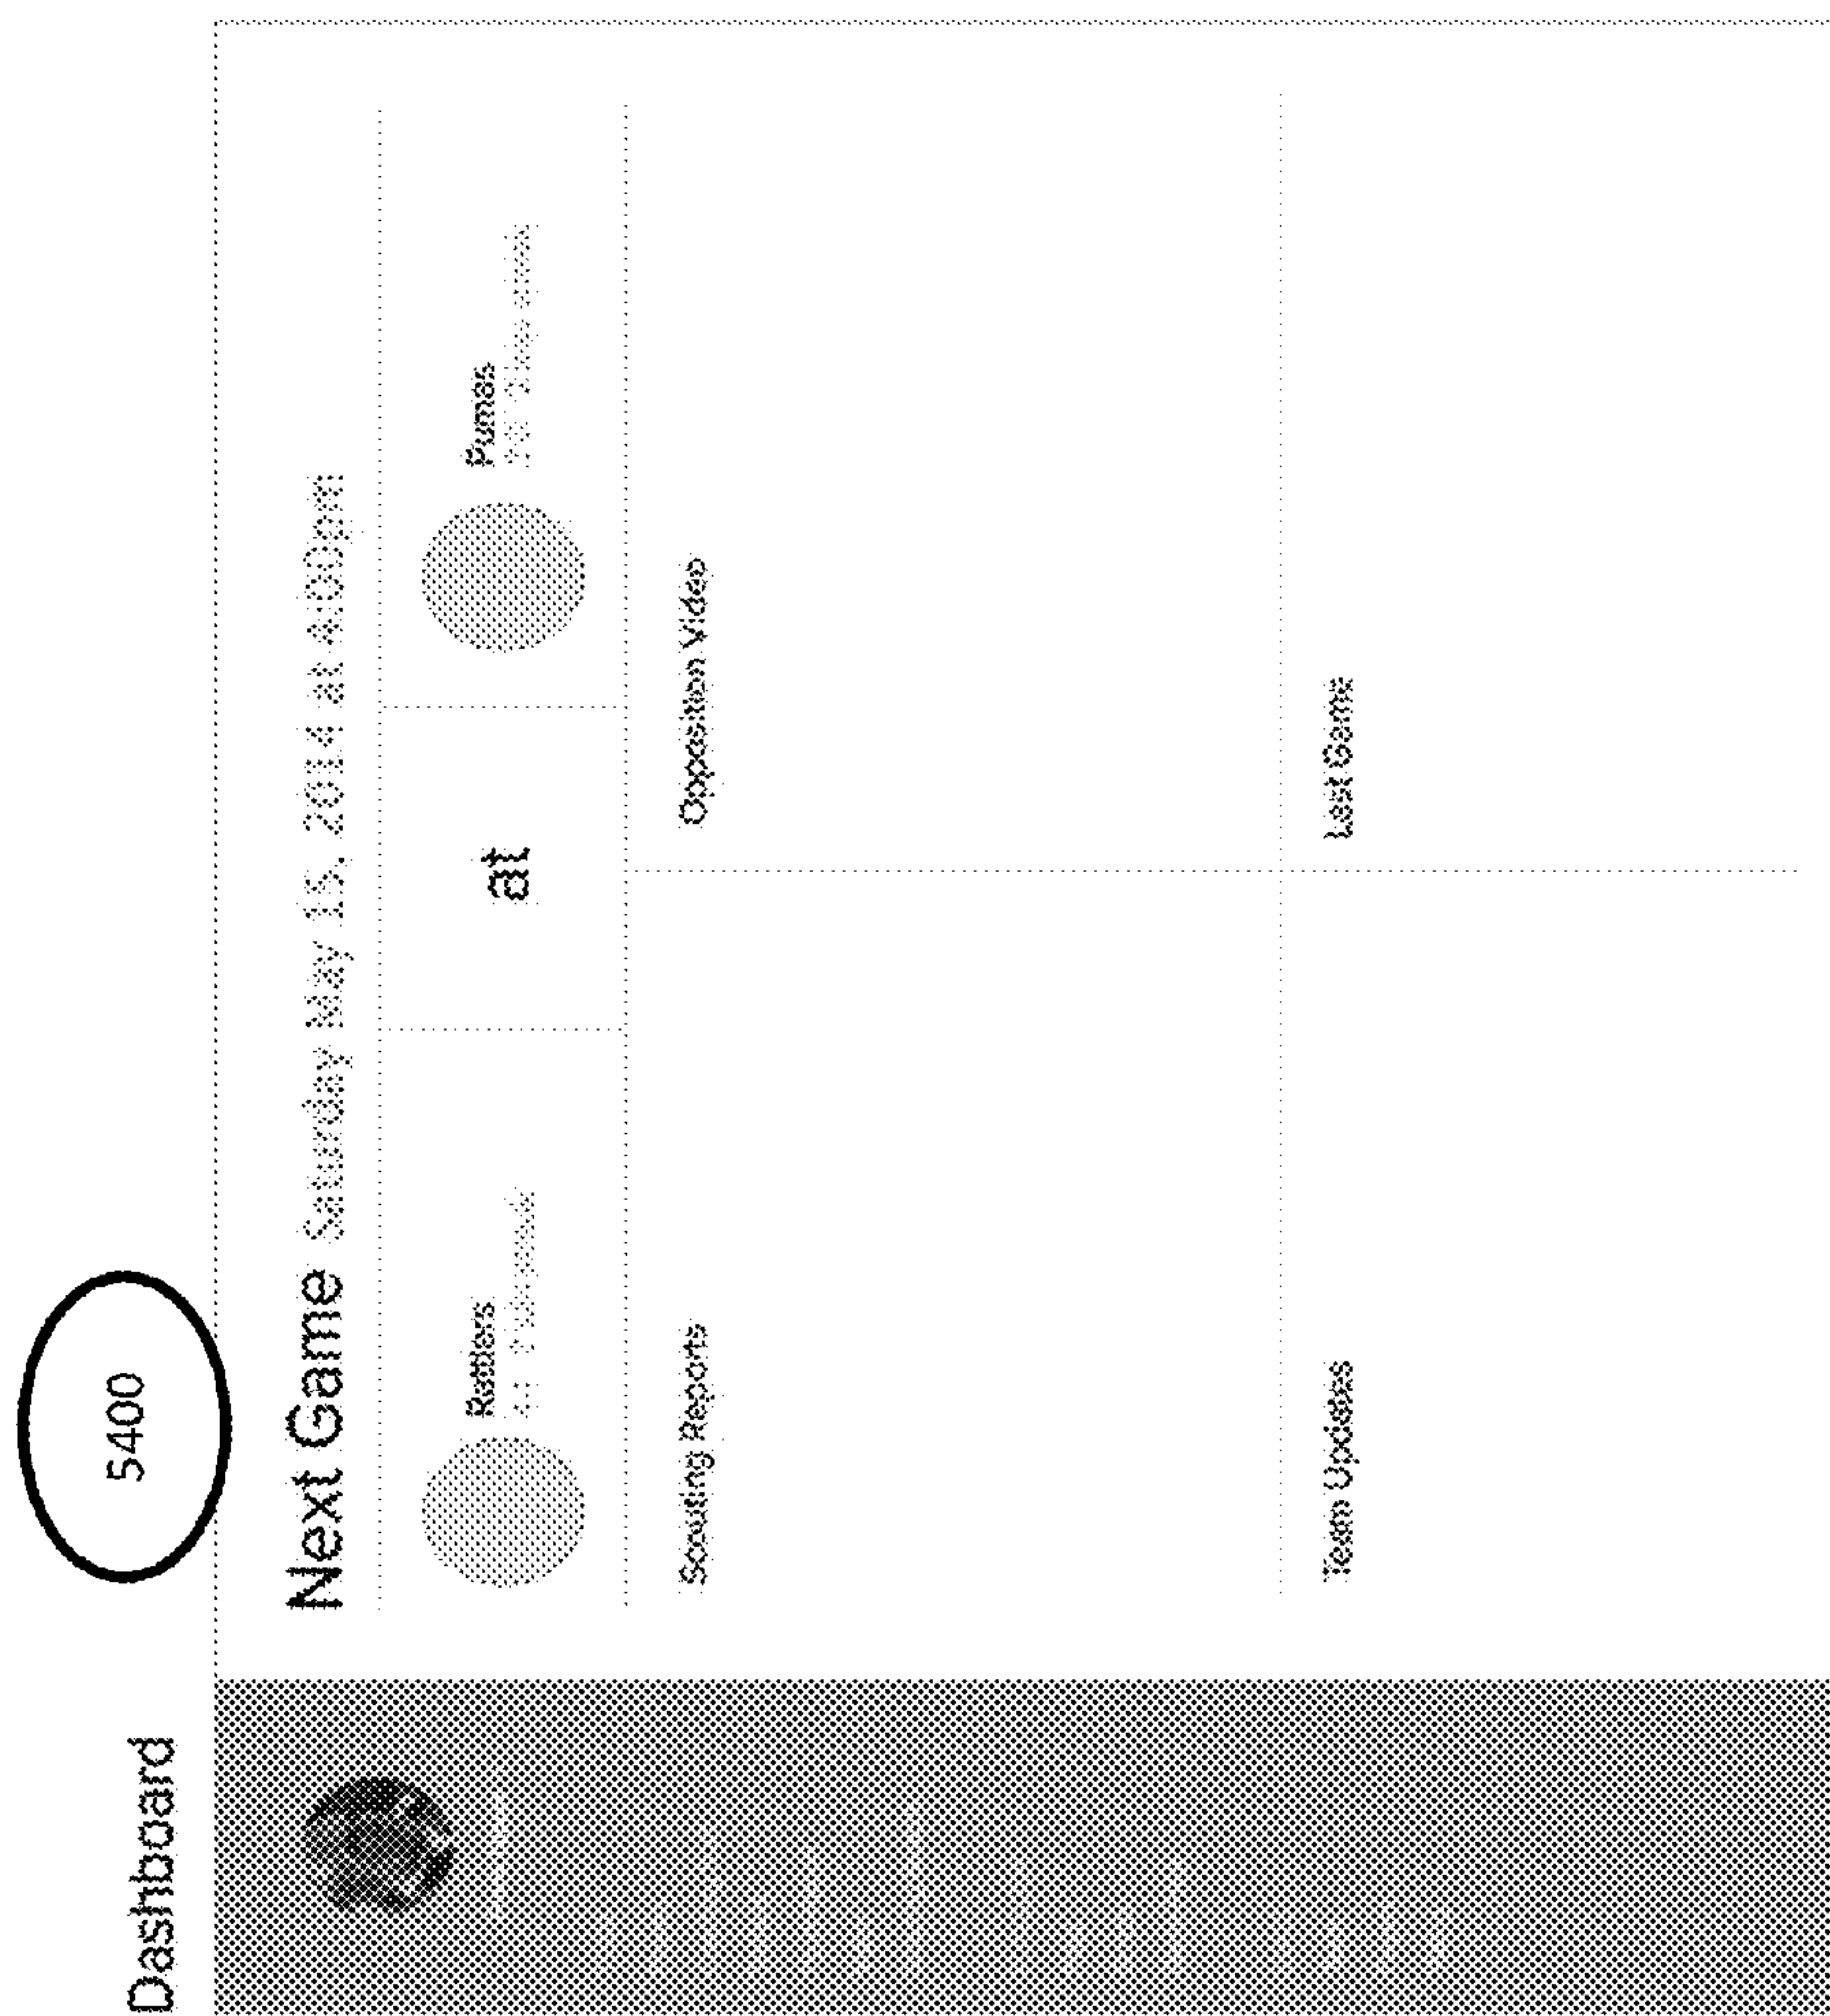 Dashboard
5400
Next Game Saturday May 15, 2014 at 4:00pm
Rattlers
at
Pumas
Scouting Reports
Opposition Video
Team Updates
Last Game